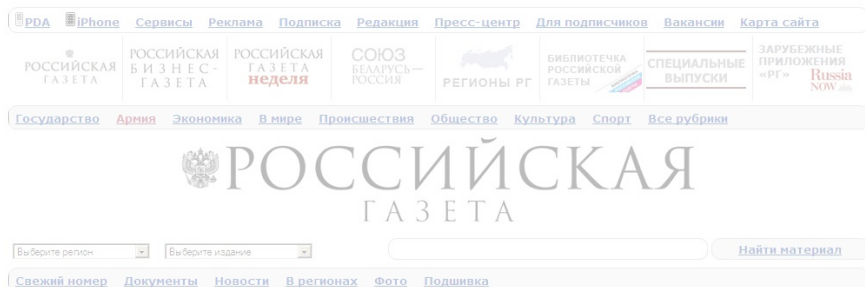 PDA iPhone Сервисы Реклама Подписка Редакция Пресс-центр Для подписчиков Вакансии Карта сайта
РОССИЙСКАЯ
ГАЗЕТА
РОССИЙСКАЯ
БИЗНЕС-
ГАЗЕТА
РОССИЙСКАЯ
ГАЗЕТА
неделя
СОЮЗ
БЕЛАРУСЬ—
РОССИЯ
РЕГИОНЫ РГ
БИБЛИОТЕЧКА
РОССИЙСКОЙ
ГАЗЕТЫ
СПЕЦИАЛЬНЫЕ
ВЫПУСКИ
ЗАРУБЕЖНЫЕ
ПРИЛОЖЕНИЯ
«РГ» Russia
NOW
Государство Армия Экономика В мире Происшествия Общество Культура Спорт Все рубрики
РОССИЙСКАЯ
ГАЗЕТА
Выберите регион Выберите издание Найти материал
Свежий номер Документы Новости В регионах Фото Подшивка